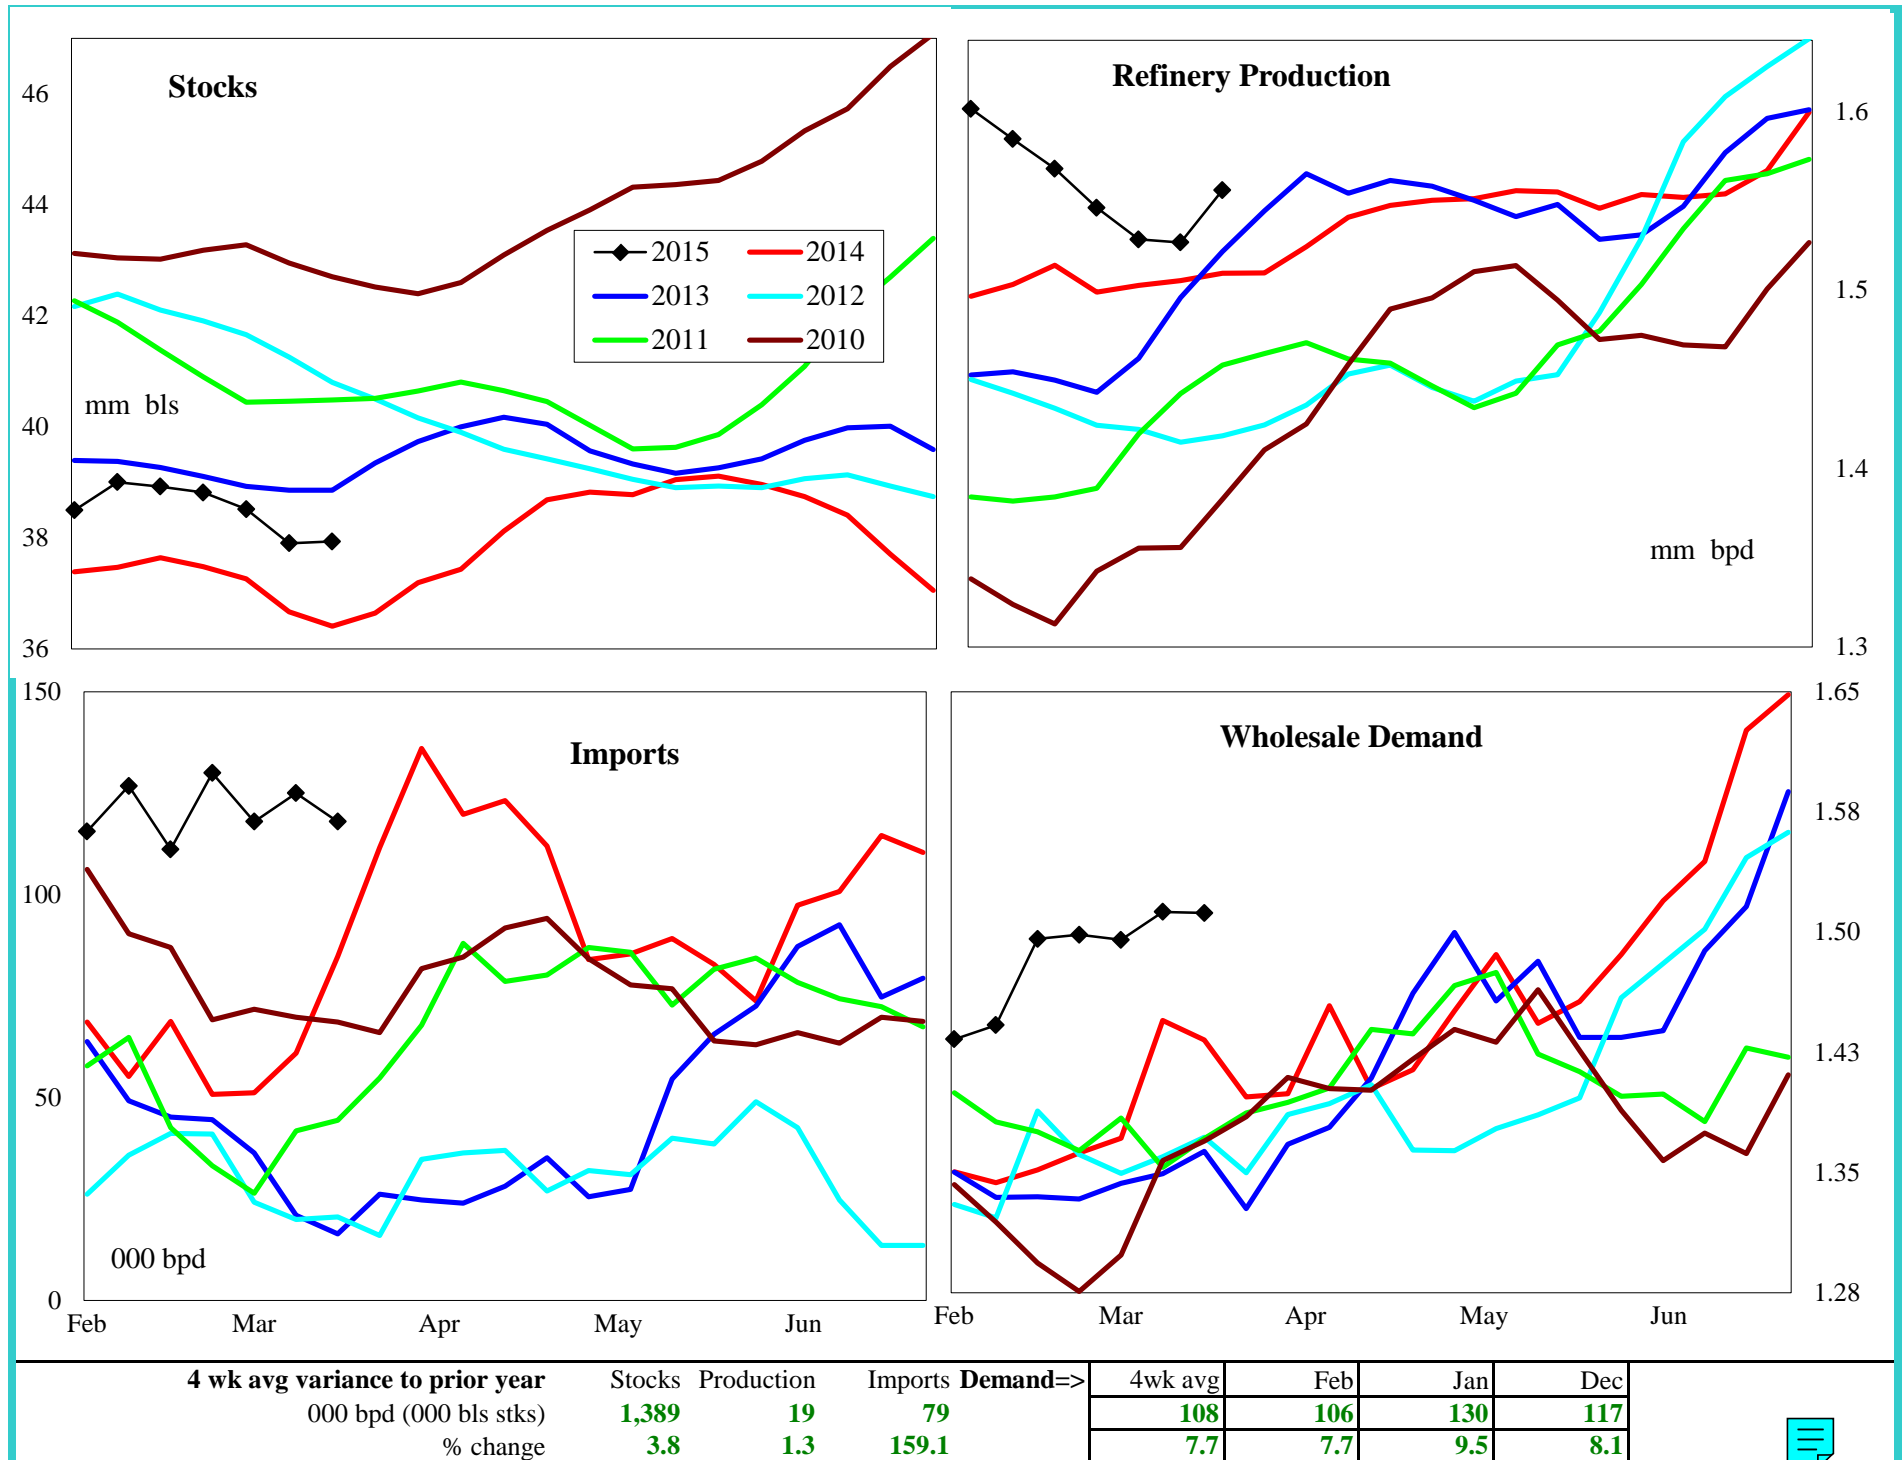 Stocks
46
44
42
40
38
36
mm bls
2015 2014
2013 2012
2011 2010
Refinery Production
1.6
1.5
1.4
1.3
mm bpd
Imports
150
100
50
0
000 bpd
Feb Mar Apr May Jun
Wholesale Demand
1.65
1.58
1.50
1.43
1.35
1.28
Feb Mar Apr May Jun
4 wk avg variance to prior year Stocks Production Imports Demand=> 4wk avg Feb Jan Dec
000 bpd (000 bls stks) 1,389 19 79 108 106 130 117
% change 3.8 1.3 159.1 7.7 7.7 9.5 8.1